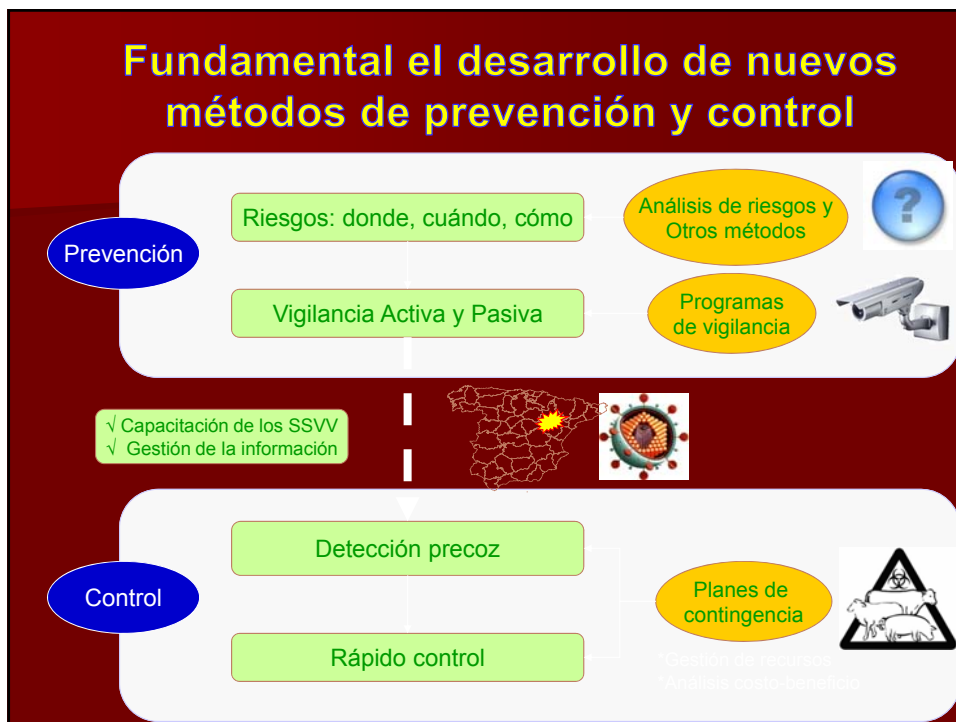 Fundamental el desarrollo de nuevos
métodos de prevención y control
Prevención
Riesgos: donde, cuándo, cómo
Análisis de riesgos y
Otros métodos
?
Vigilancia Activa y Pasiva
Programas
de vigilancia
√ Capacitación de los SSVV
√ Gestión de la información
Control
Detección precoz
Rápido control
Planes de
contingencia
*Gestión de recursos
*Análisis costo-beneficio